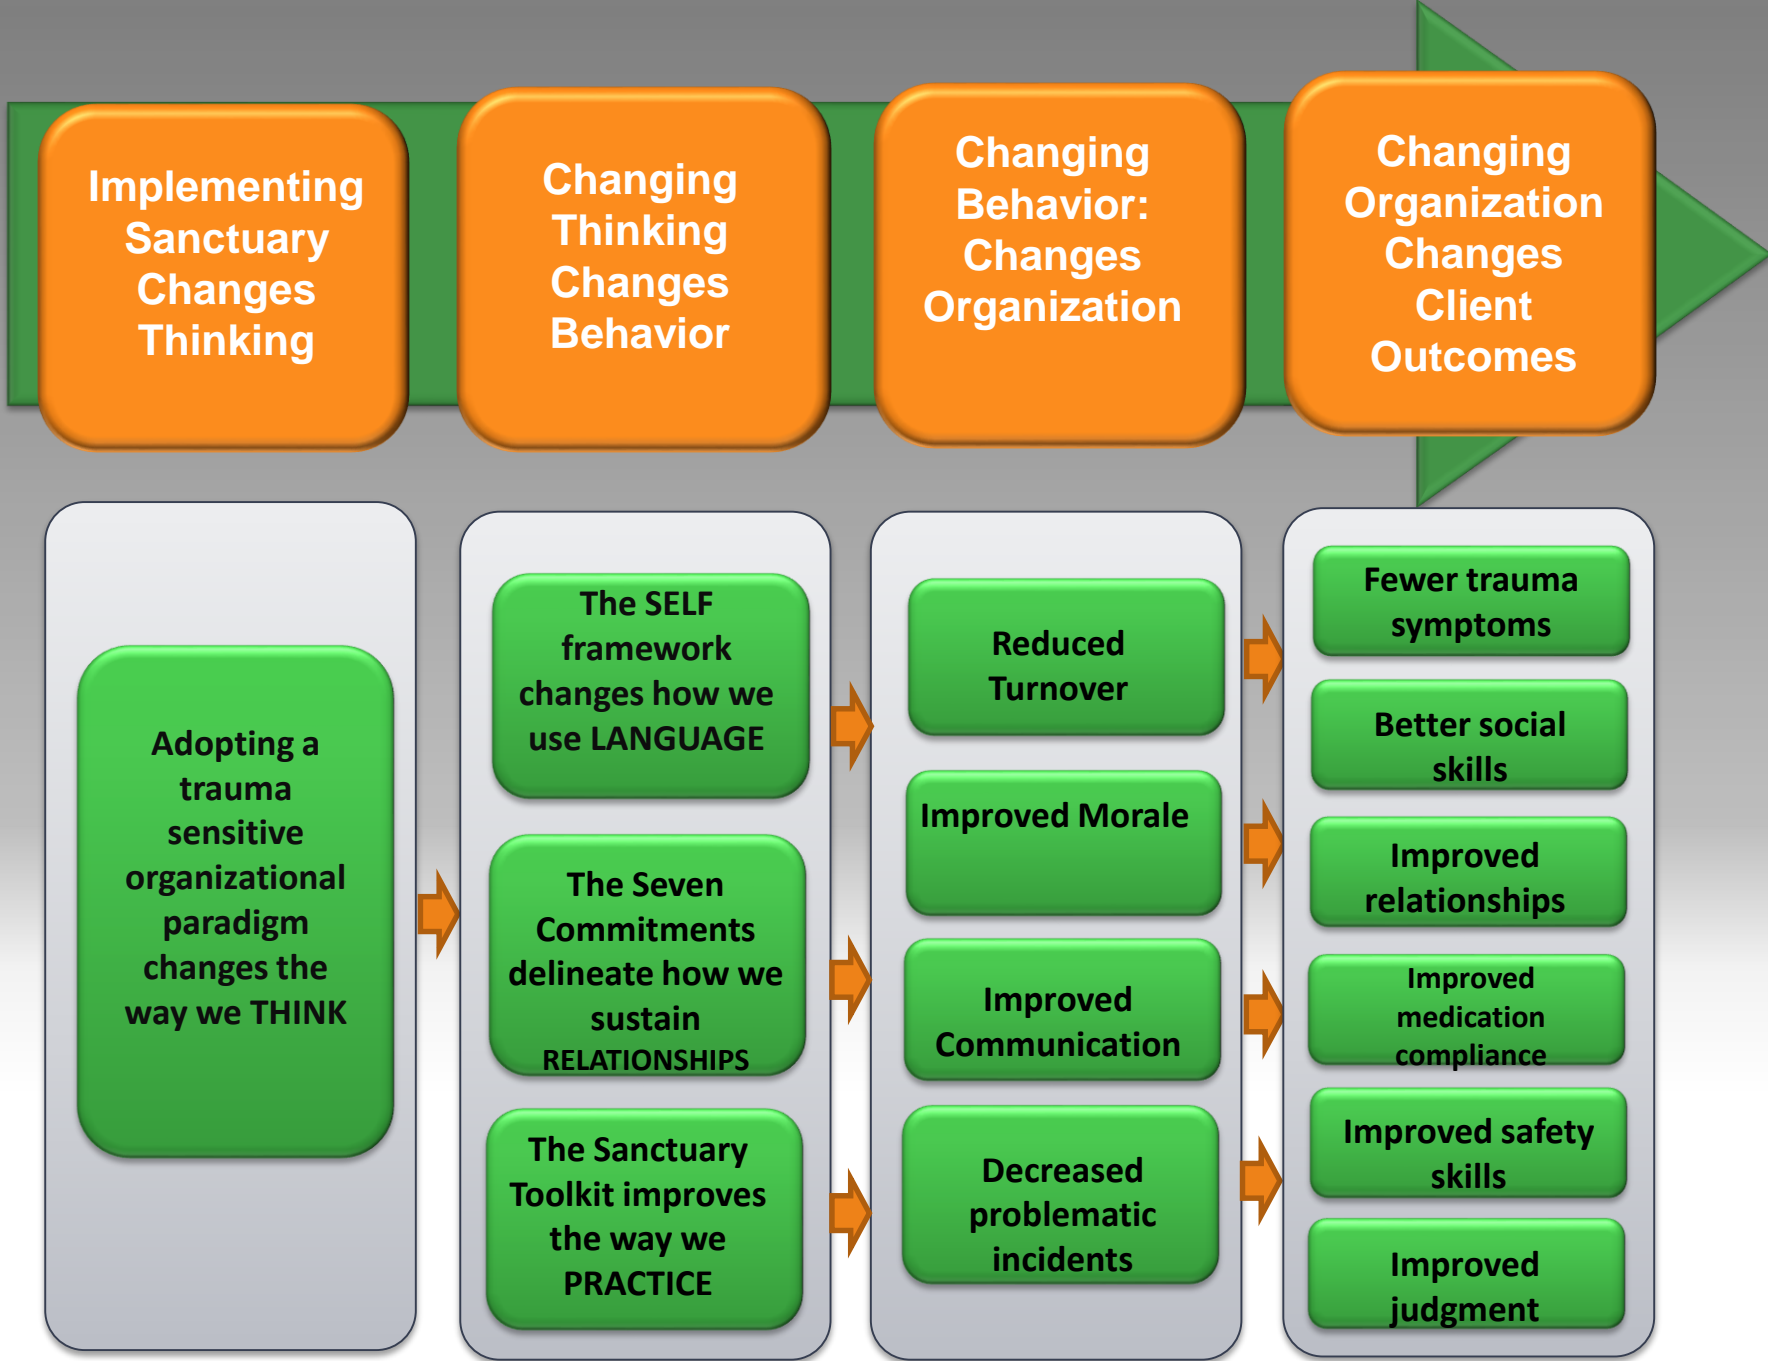 Implementing
Sanctuary
Changes
Thinking
Changing
Thinking
Changes
Behavior
Changing
Behavior:
Changes
Organization
Changing
Organization
Changes
Client
Outcomes
Adopting a
trauma
sensitive
organizational
paradigm
changes the
way we THINK
The SELF
framework
changes how we
use LANGUAGE
The Seven
Commitments
delineate how we
sustain
RELATIONSHIPS
The Sanctuary
Toolkit improves
the way we
PRACTICE
Reduced
Turnover
Improved Morale
Improved
Communication
Decreased
problematic
incidents
Fewer trauma
symptoms
Better social
skills
Improved
relationships
Improved
medication
compliance
Improved safety
skills
Improved
judgment